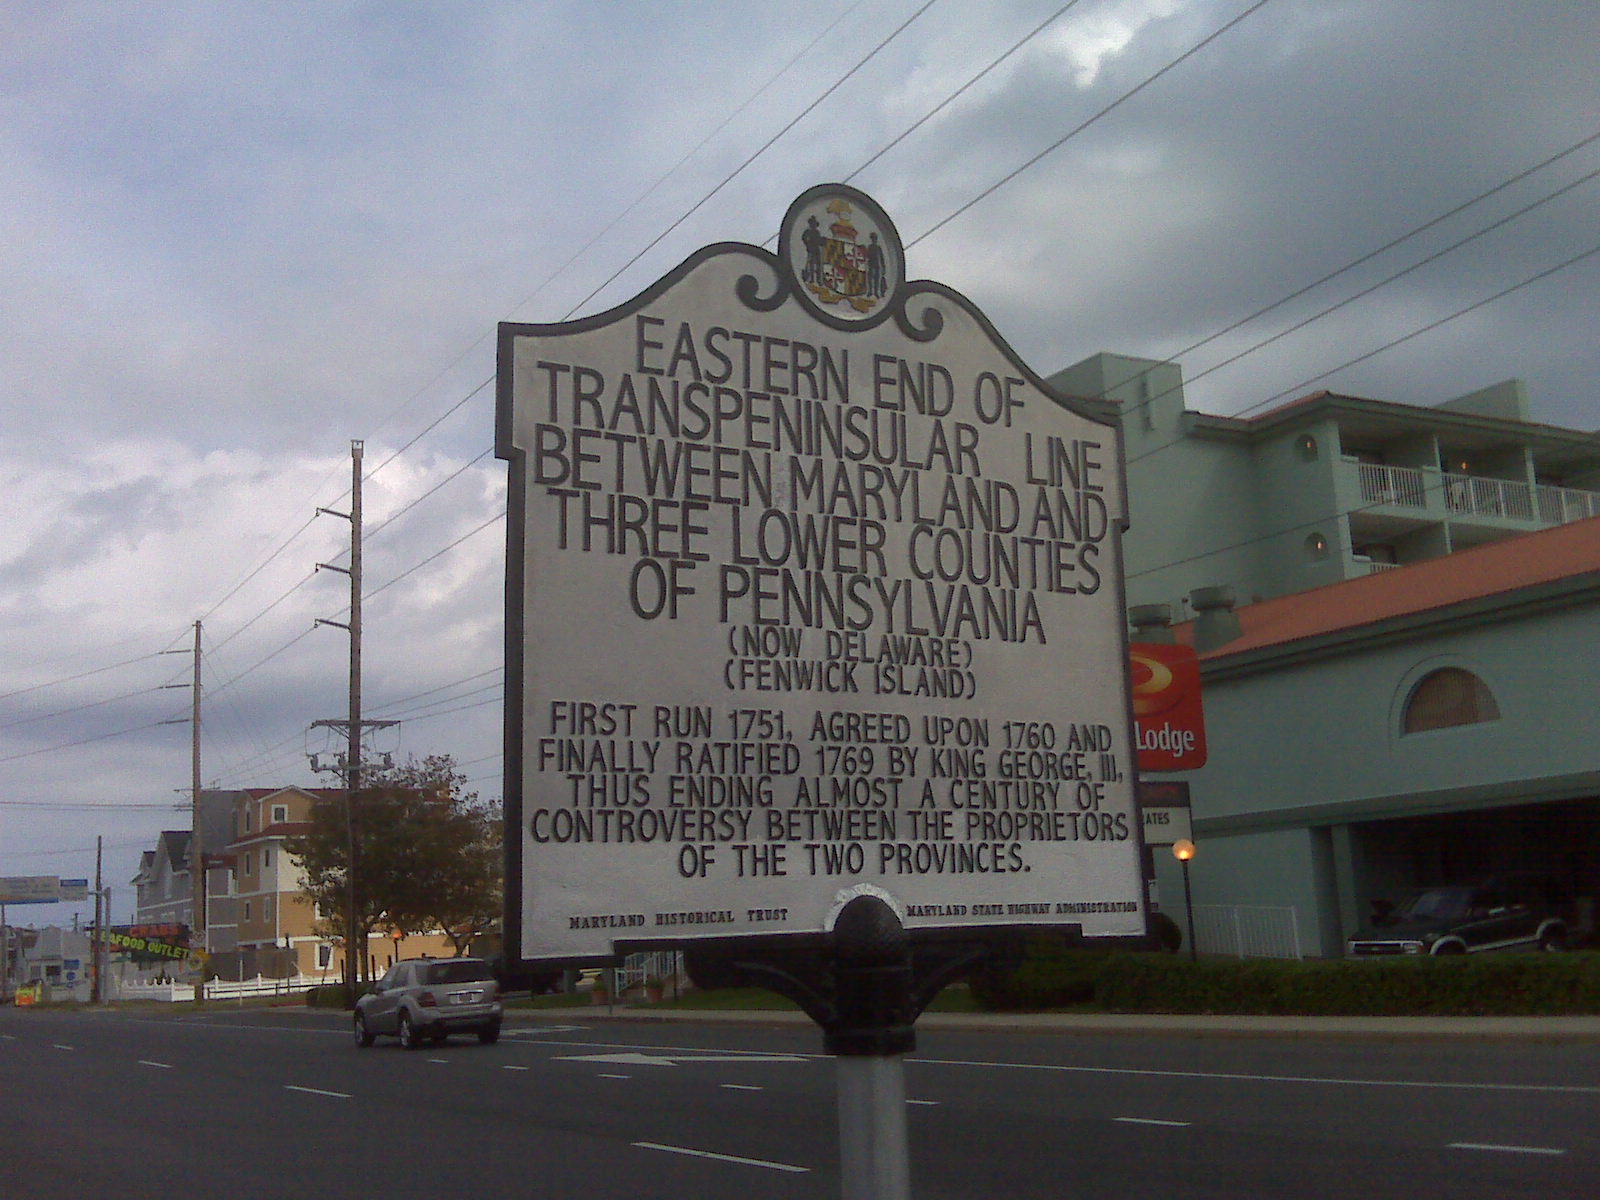 EASTERN END OF
TRANSPENINSULAR LINE
BETWEEN MARYLAND AND
THREE LOWER COUNTIES
OF PENNSYLVANIA
(NOW DELAWARE)
(FENWICK ISLAND)
FIRST RUN 1751, AGREED UPON 1760 AND
FINALLY RATIFIED 1769 BY KING GEORGE, III,
THUS ENDING ALMOST A CENTURY OF
CONTROVERSY BETWEEN THE PROPRIETORS
OF THE TWO PROVINCES.
MARYLAND HISTORICAL TRUST
MARYLAND STATE HIGHWAY ADMINISTRATION
Lodge
CRABS
OUTLET